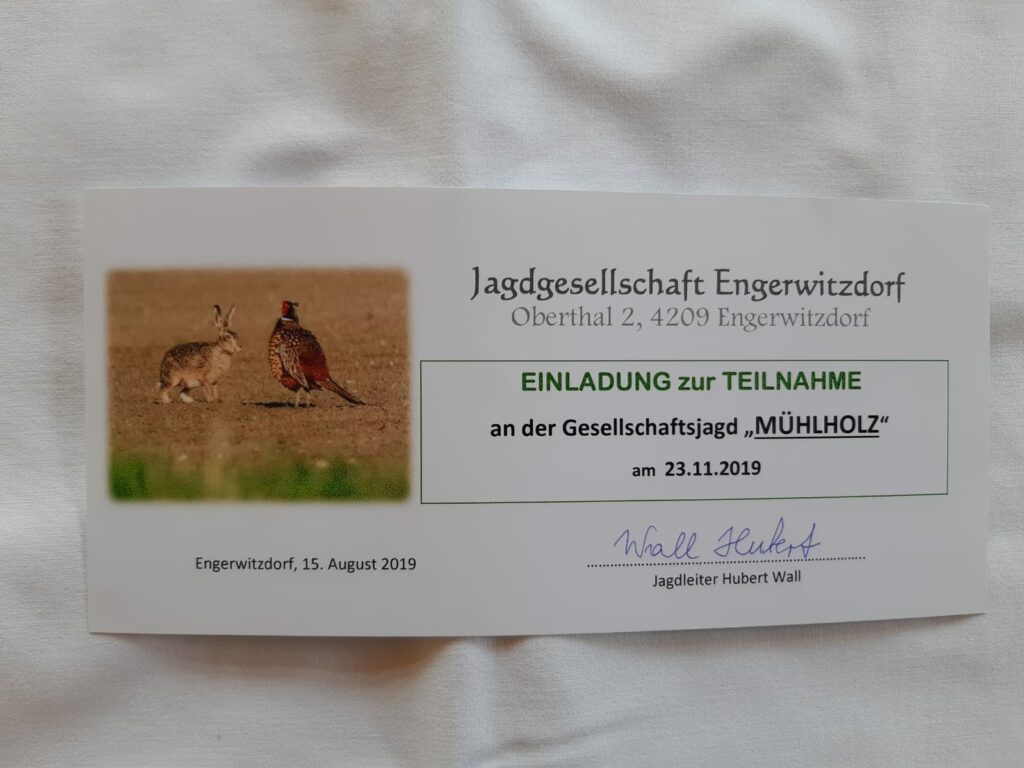 Jagdgesellschaft Engerwitzdorf
Oberthal 2, 4209 Engerwitzdorf
EINLADUNG zur TEILNAHME
an der Gesellschaftsjagd „MÜHLHOLZ“
am 23.11.2019
Wall Hubert
Engerwitzdorf, 15. August 2019
Jagdleiter Hubert Wall